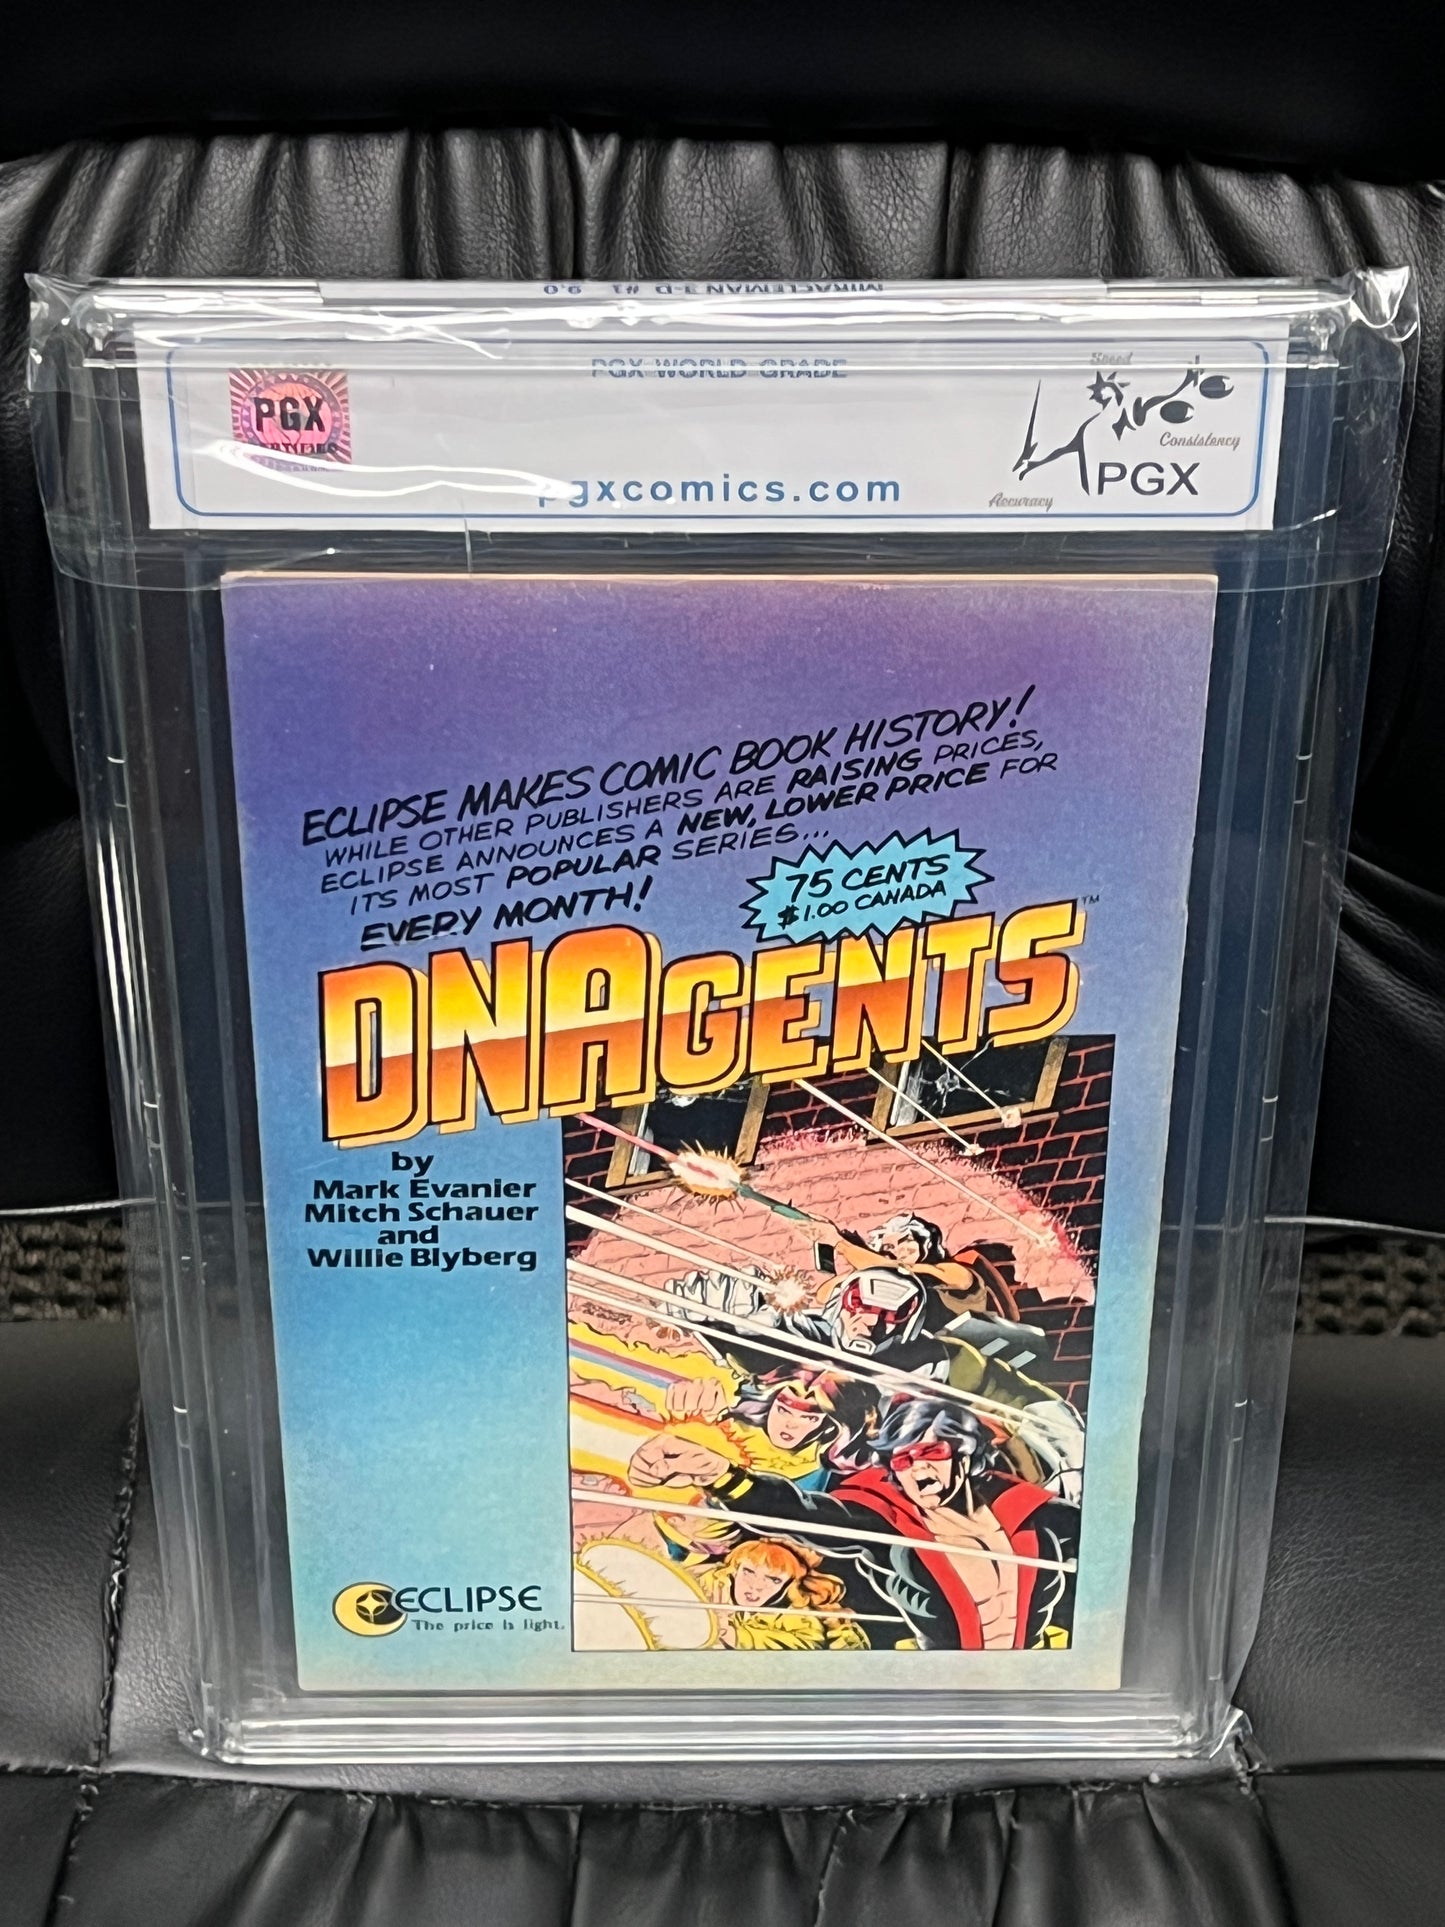 MIRACLEMAN 3-D #1 9.0
PGX WORLD GRADE
PGX
Speed
Consistency
Accuracy
PGX
pgxcomics.com
ECLIPSE MAKES COMIC BOOK HISTORY!
WHILE OTHER PUBLISHERS ARE RAISING PRICES,
ECLIPSE ANNOUNCES A NEW, LOWER PRICE FOR
ITS MOST POPULAR SERIES...
EVERY MONTH!
75 CENTS
$1.00 CANADA
DNAGENTS™
by
Mark Evanier
Mitch Schauer
and
Willie Blyberg
ECLIPSE
The price is light.